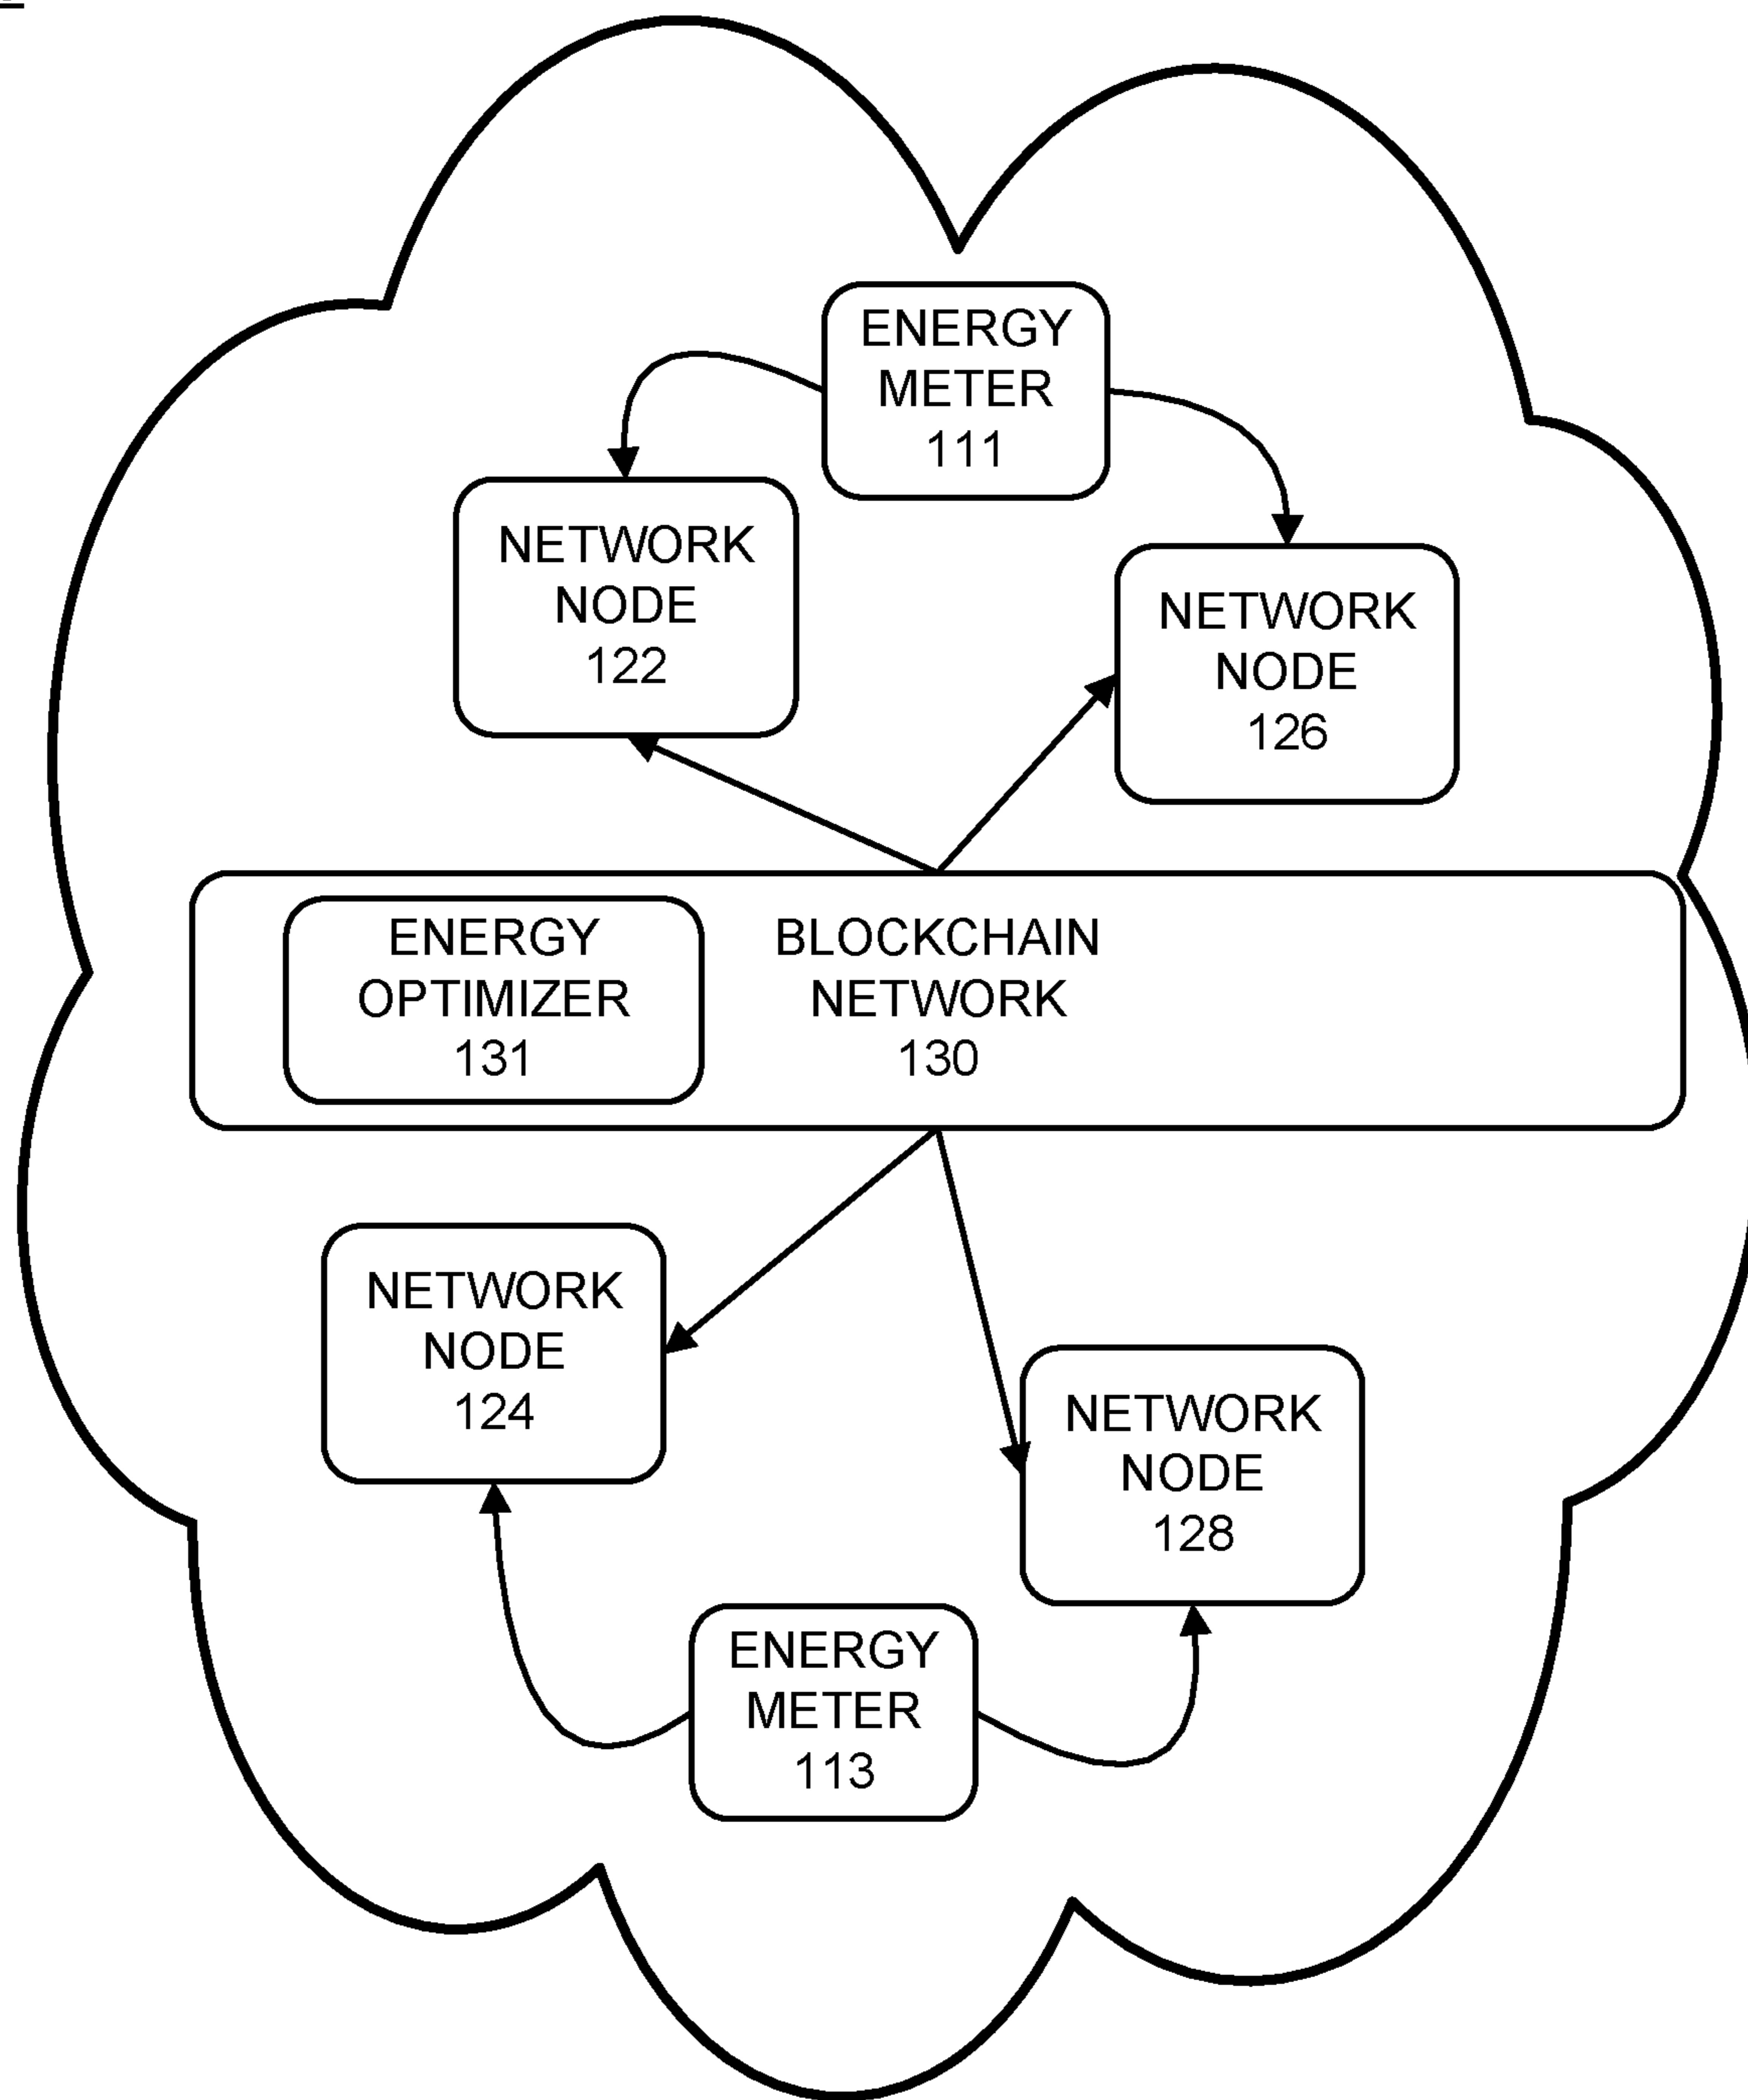 ENERGY
METER
111
NETWORK
NODE
122
NETWORK
NODE
126
ENERGY
OPTIMIZER
131
BLOCKCHAIN
NETWORK
130
NETWORK
NODE
124
NETWORK
NODE
128
ENERGY
METER
113